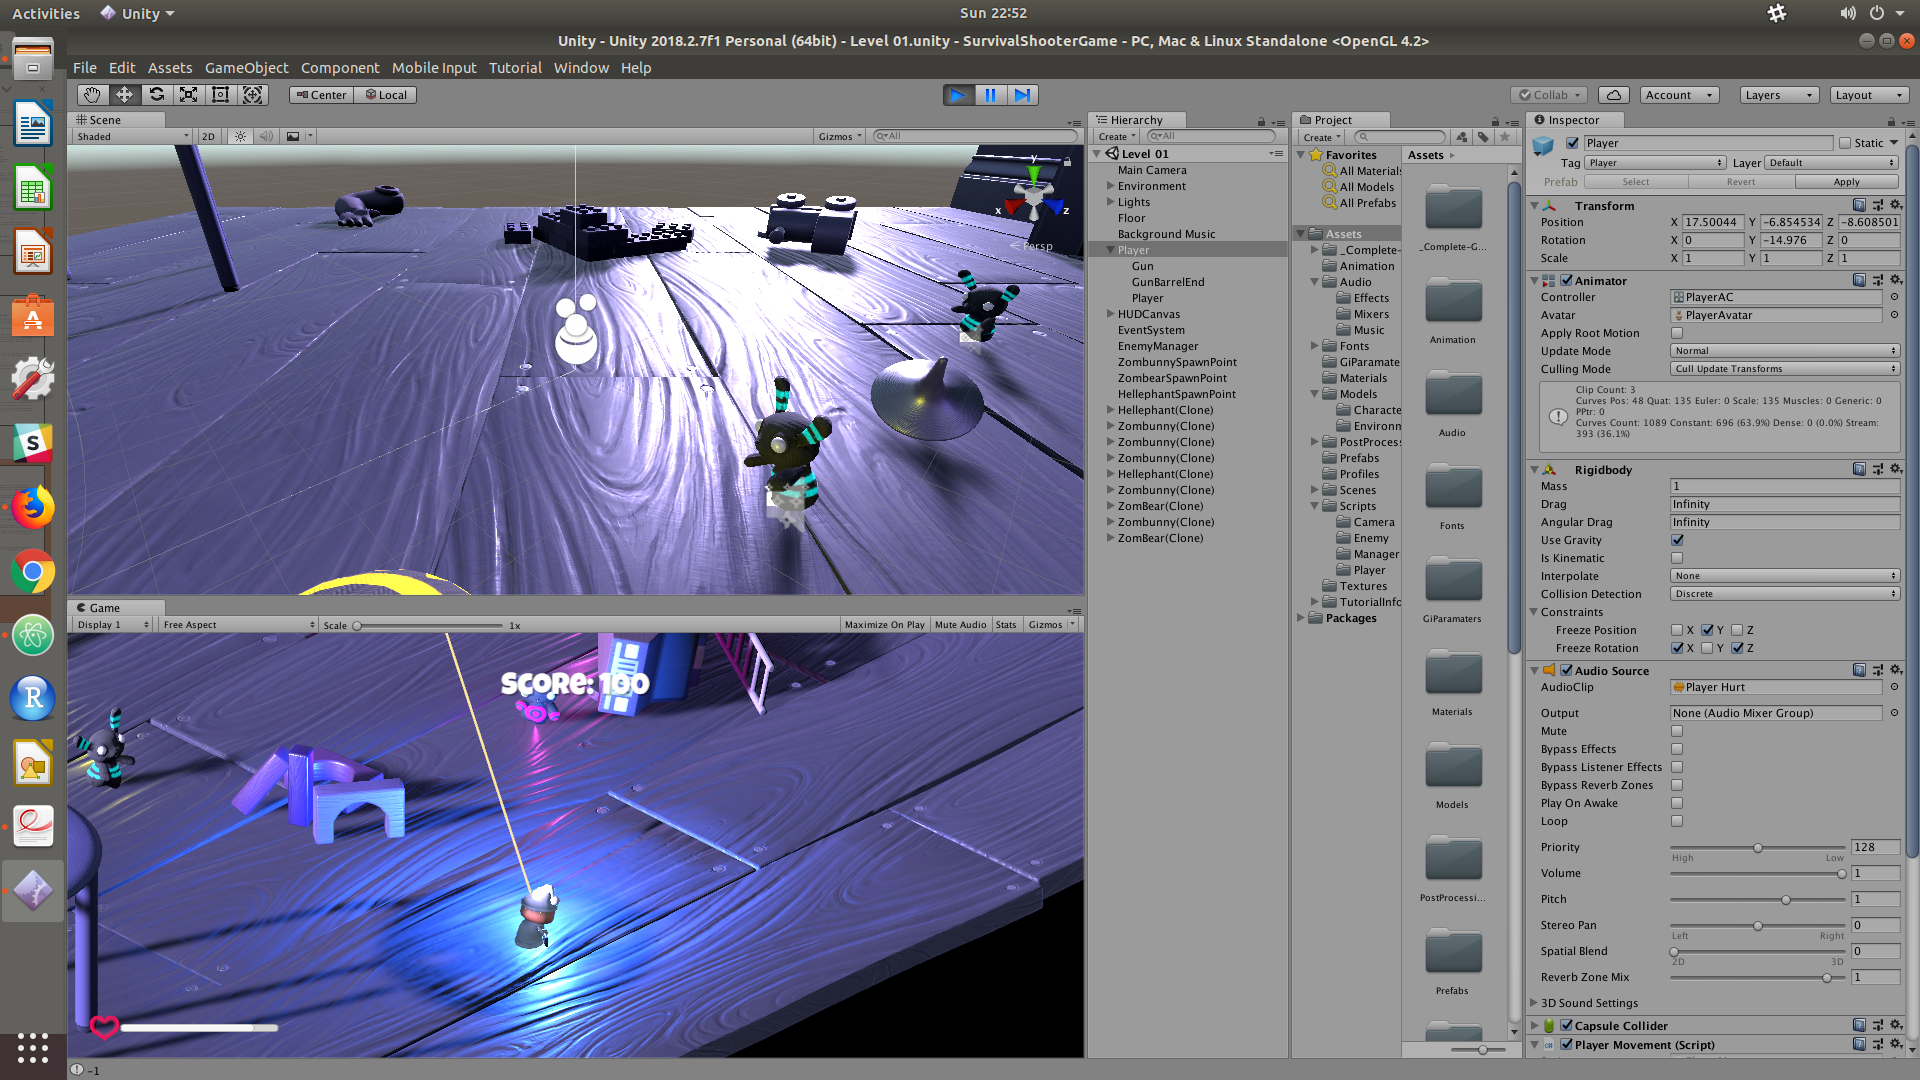 Activities Unity Sun 22:52
Unity - Unity 2018.2.7f1 Personal (64bit) - Level 01.unity - SurvivalShooterGame - PC, Mac & Linux Standalone <OpenGL 4.2>
File Edit Assets GameObject Component Mobile Input Tutorial Window Help
Center Local Collab Account Layers Layout
Scene
Shaded 2D Gizmos All
y
x
z
Persp
Game
Display 1 Free Aspect Scale 1x Maximize On Play Mute Audio Stats Gizmos
SCORE: 100
-1
Hierarchy
Create All
Level 01
Main Camera
Environment
Lights
Floor
Background Music
Player
Gun
GunBarrelEnd
Player
HUDCanvas
EventSystem
EnemyManager
ZombunnySpawnPoint
ZombearSpawnPoint
HellephantSpawnPoint
Hellephant(Clone)
Zombunny(Clone)
Zombunny(Clone)
Zombunny(Clone)
Hellephant(Clone)
Zombunny(Clone)
ZomBear(Clone)
Zombunny(Clone)
ZomBear(Clone)
Project
Create
Favorites
All Materials
All Models
All Prefabs
Assets
_Complete-
Animation
Audio
Effects
Mixers
Music
Fonts
GiParamate
Materials
Models
Characte
Environm
PostProcess
Prefabs
Profiles
Scenes
Scripts
Camera
Enemy
Manager
Player
Textures
TutorialInfo
Packages
Assets
_Complete-G...
Animation
Audio
Fonts
GiParamaters
Materials
Models
PostProcessi...
Prefabs
Inspector
Player Static
Tag Player Layer Default
Prefab Select Revert Apply
Transform
Position X 17.50044 Y -6.854534 Z -8.608501
Rotation X 0 Y -14.976 Z 0
Scale X 1 Y 1 Z 1
Animator
Controller PlayerAC
Avatar PlayerAvatar
Apply Root Motion
Update Mode Normal
Culling Mode Cull Update Transforms
Clip Count: 3
Curves Pos: 48 Quat: 135 Euler: 0 Scale: 135 Muscles: 0 Generic: 0
PPtr: 0
Curves Count: 1089 Constant: 696 (63.9%) Dense: 0 (0.0%) Stream:
393 (36.1%)
Rigidbody
Mass 1
Drag Infinity
Angular Drag Infinity
Use Gravity
Is Kinematic
Interpolate None
Collision Detection Discrete
Constraints
Freeze Position X Y Z
Freeze Rotation X Y Z
Audio Source
AudioClip Player Hurt
Output None (Audio Mixer Group)
Mute
Bypass Effects
Bypass Listener Effects
Bypass Reverb Zones
Play On Awake
Loop
Priority 128
High Low
Volume 1
Pitch 1
Stereo Pan 0
Left Right
Spatial Blend 0
2D 3D
Reverb Zone Mix 1
3D Sound Settings
Capsule Collider
Player Movement (Script)